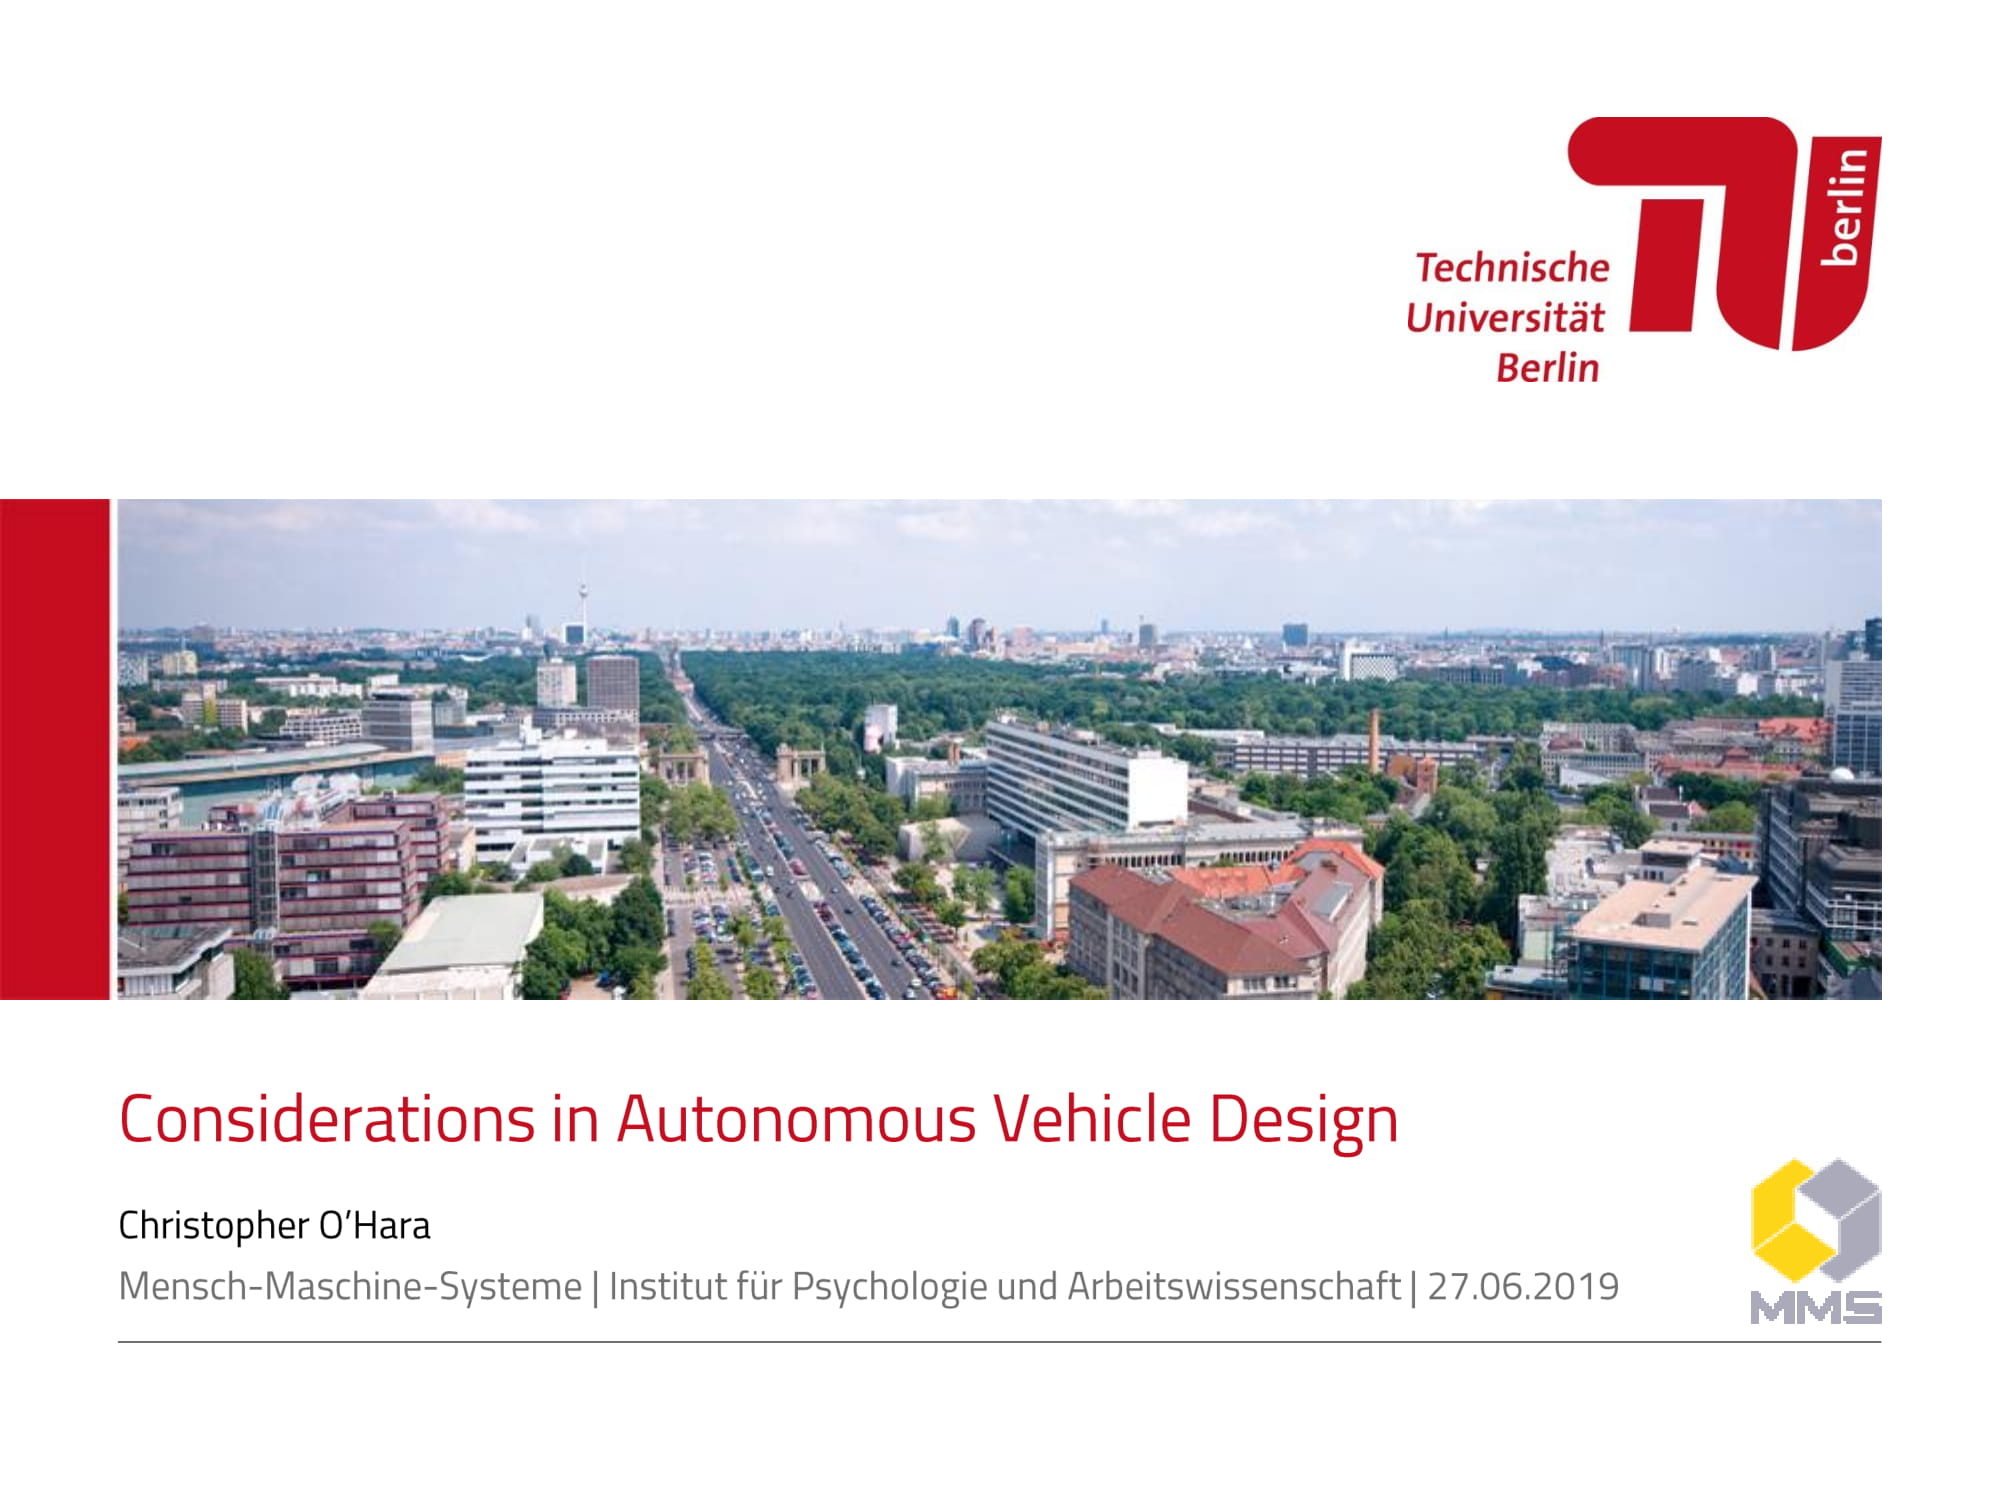 berlin
Technische
Universität
Berlin
Considerations in Autonomous Vehicle Design
Christopher O’Hara
Mensch-Maschine-Systeme | Institut für Psychologie und Arbeitswissenschaft | 27.06.2019
MMS